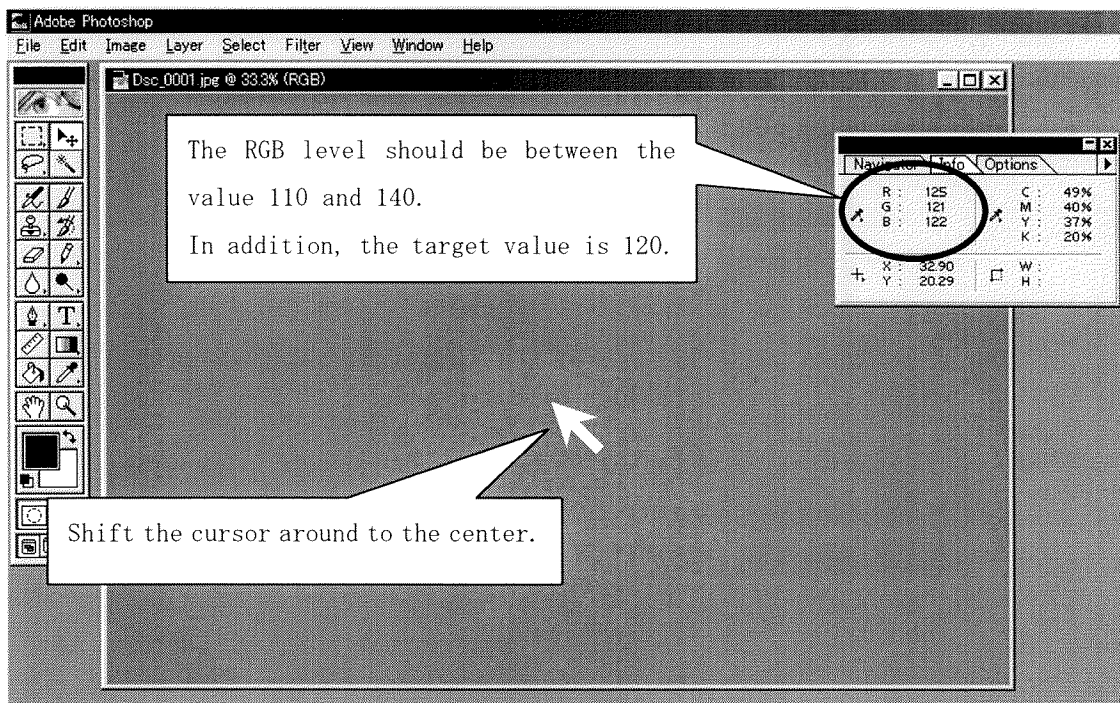 Adobe Photoshop
File Edit Image Layer Select Filter View Window Help
Dsc_0001 jpg @ 33.3% (RGB)
The RGB level should be between the
value 110 and 140.
In addition, the target value is 120.
Navigator Info Options
R : 125
G : 121
B : 122
C : 49%
M : 40%
Y : 37%
K : 20%
X : 32.90
Y : 20.29
W :
H :
T
Shift the cursor around to the center.